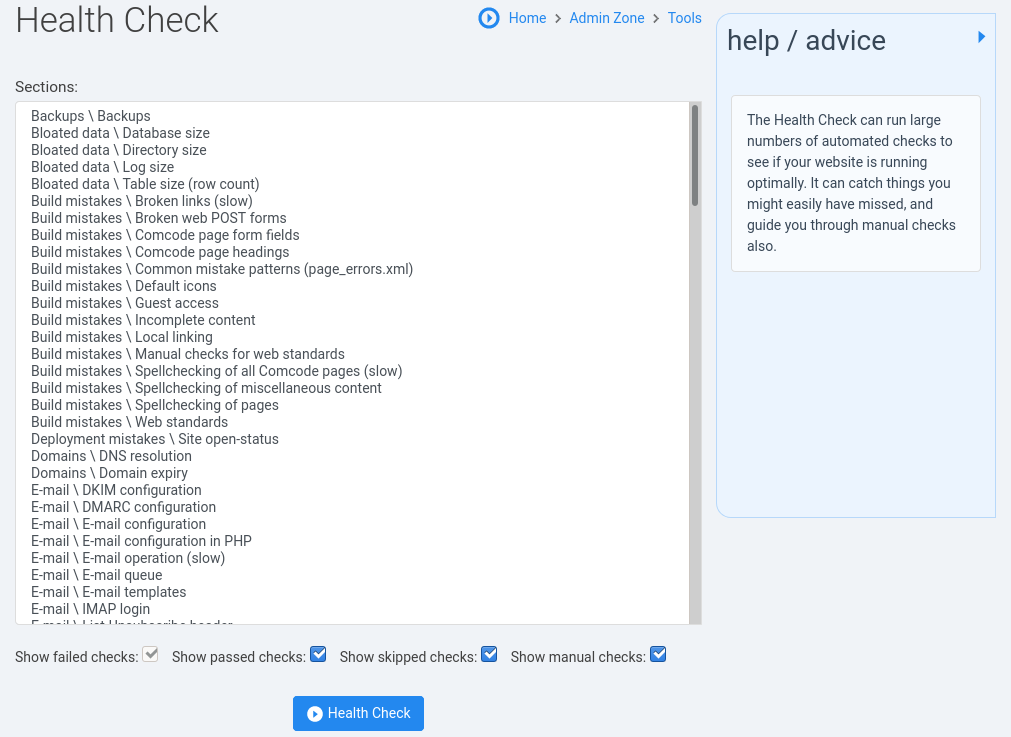 Health Check
Home > Admin Zone > Tools
Sections:
Backups \ Backups
Bloated data \ Database size
Bloated data \ Directory size
Bloated data \ Log size
Bloated data \ Table size (row count)
Build mistakes \ Broken links (slow)
Build mistakes \ Broken web POST forms
Build mistakes \ Comcode page form fields
Build mistakes \ Comcode page headings
Build mistakes \ Common mistake patterns (page_errors.xml)
Build mistakes \ Default icons
Build mistakes \ Guest access
Build mistakes \ Incomplete content
Build mistakes \ Local linking
Build mistakes \ Manual checks for web standards
Build mistakes \ Spellchecking of all Comcode pages (slow)
Build mistakes \ Spellchecking of miscellaneous content
Build mistakes \ Spellchecking of pages
Build mistakes \ Web standards
Deployment mistakes \ Site open-status
Domains \ DNS resolution
Domains \ Domain expiry
E-mail \ DKIM configuration
E-mail \ DMARC configuration
E-mail \ E-mail configuration
E-mail \ E-mail configuration in PHP
E-mail \ E-mail operation (slow)
E-mail \ E-mail queue
E-mail \ E-mail templates
E-mail \ IMAP login
Show failed checks: Show passed checks: Show skipped checks: Show manual checks:
Health Check
help / advice
The Health Check can run large
numbers of automated checks to
see if your website is running
optimally. It can catch things you
might easily have missed, and
guide you through manual checks
also.